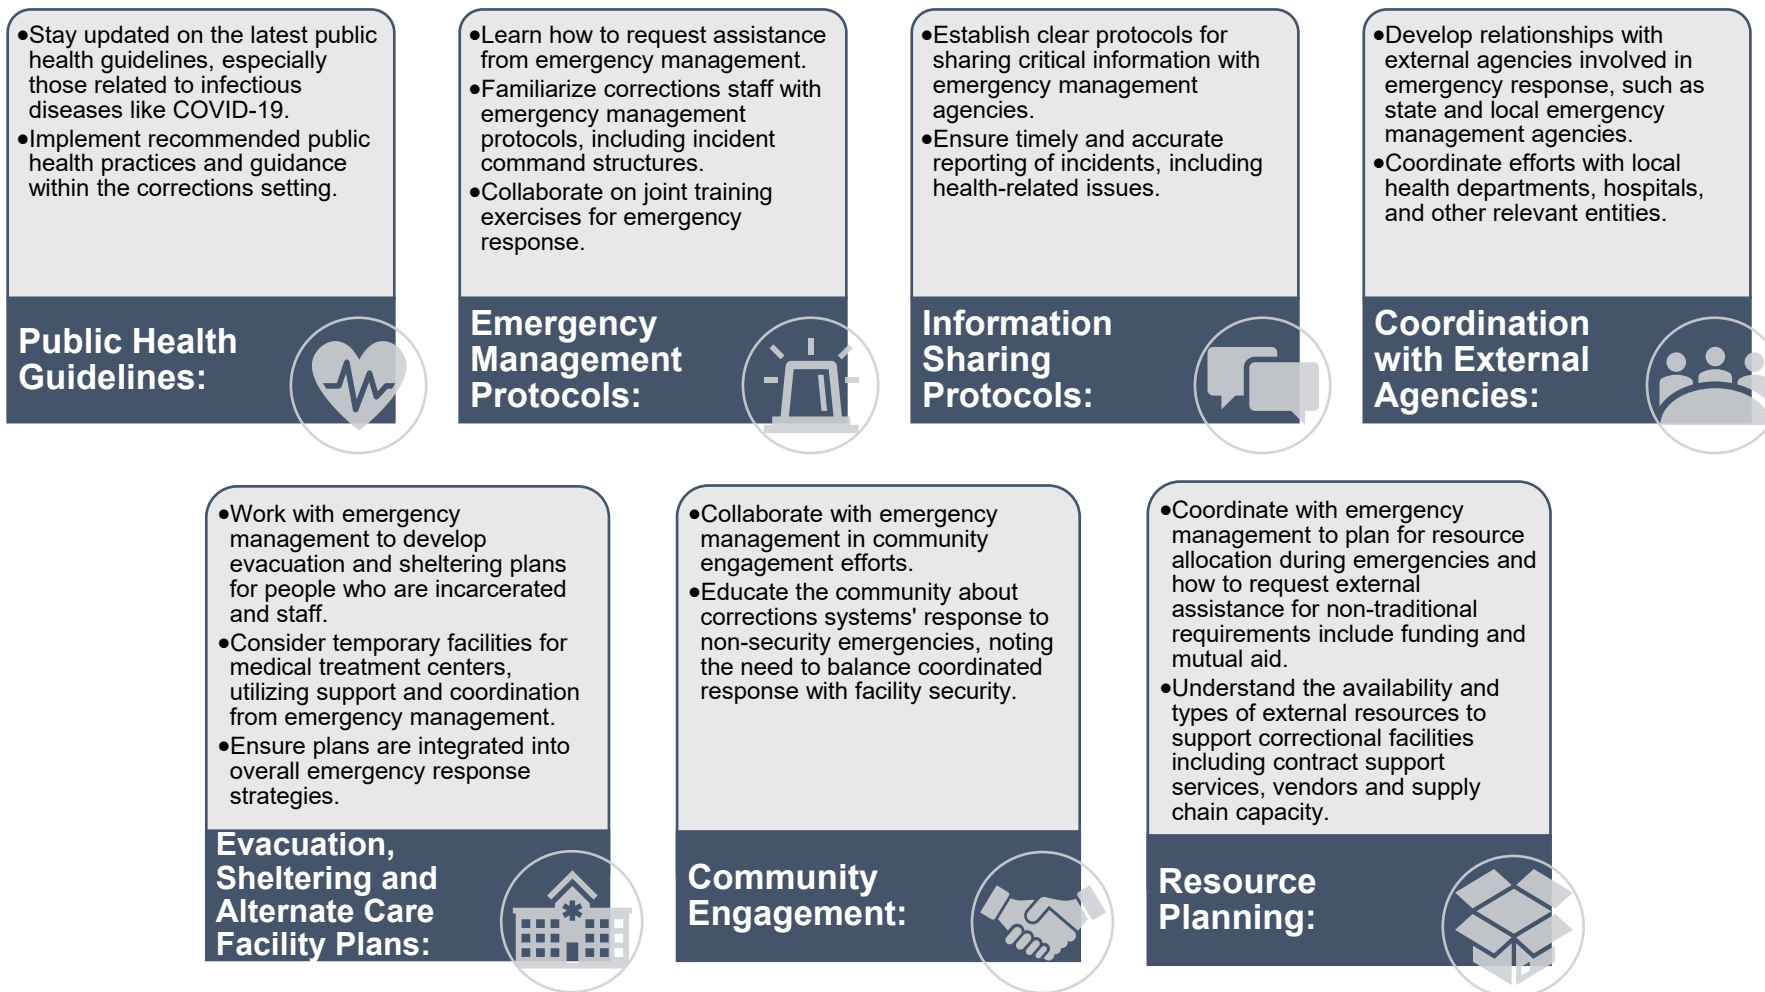 •Stay updated on the latest public
health guidelines, especially
those related to infectious
diseases like COVID-19.
•Implement recommended public
health practices and guidance
within the corrections setting.
Public Health
Guidelines:
•Learn how to request assistance
from emergency management.
•Familiarize corrections staff with
emergency management
protocols, including incident
command structures.
•Collaborate on joint training
exercises for emergency
response.
Emergency
Management
Protocols:
•Establish clear protocols for
sharing critical information with
emergency management
agencies.
•Ensure timely and accurate
reporting of incidents, including
health-related issues.
Information
Sharing
Protocols:
•Develop relationships with
external agencies involved in
emergency response, such as
state and local emergency
management agencies.
•Coordinate efforts with local
health departments, hospitals,
and other relevant entities.
Coordination
with External
Agencies:
•Work with emergency
management to develop
evacuation and sheltering plans
for people who are incarcerated
and staff.
•Consider temporary facilities for
medical treatment centers,
utilizing support and coordination
from emergency management.
•Ensure plans are integrated into
overall emergency response
strategies.
Evacuation,
Sheltering and
Alternate Care
Facility Plans:
•Collaborate with emergency
management in community
engagement efforts.
•Educate the community about
corrections systems' response to
non-security emergencies, noting
the need to balance coordinated
response with facility security.
Community
Engagement:
•Coordinate with emergency
management to plan for resource
allocation during emergencies and
how to request external
assistance for non-traditional
requirements include funding and
mutual aid.
•Understand the availability and
types of external resources to
support correctional facilities
including contract support
services, vendors and supply
chain capacity.
Resource
Planning: